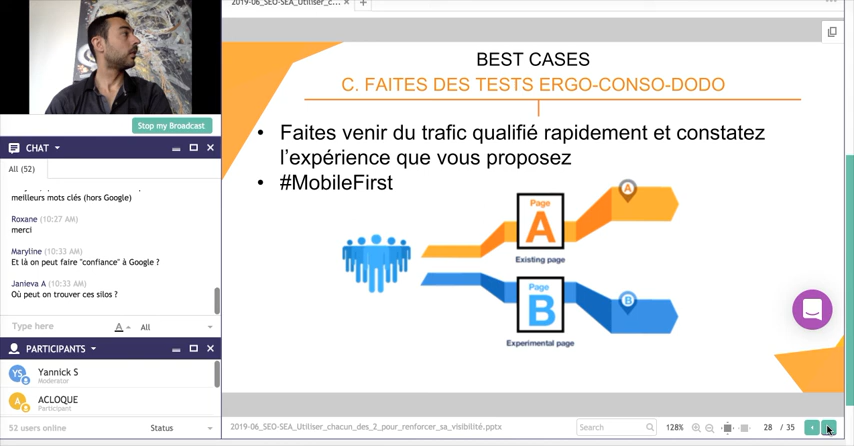 2019-06_SEO-SEA_Utiliser_c...
Stop my Broadcast
CHAT
All (52)
meilleurs mots clés (hors Google)
Roxane (10:27 AM)
merci
Maryline (10:33 AM)
Et là on peut faire "confiance" à Google ?
Janieva A (10:33 AM)
Où peut on trouver ces silos ?
Type here
A
All
PARTICIPANTS
YS
Yannick S
Moderator
A
ACLOQUE
Participant
52 users online
Status
BEST CASES
C. FAITES DES TESTS ERGO-CONSO-DODO
• Faites venir du trafic qualifié rapidement et constatez
l'expérience que vous proposez
• #MobileFirst
Page
A
Existing page
A
Page
B
Experimental page
B
2019-06_SEO-SEA_Utiliser_chacun_des_2_pour_renforcer_sa_visibilité.pptx
Search
128%
28 / 35